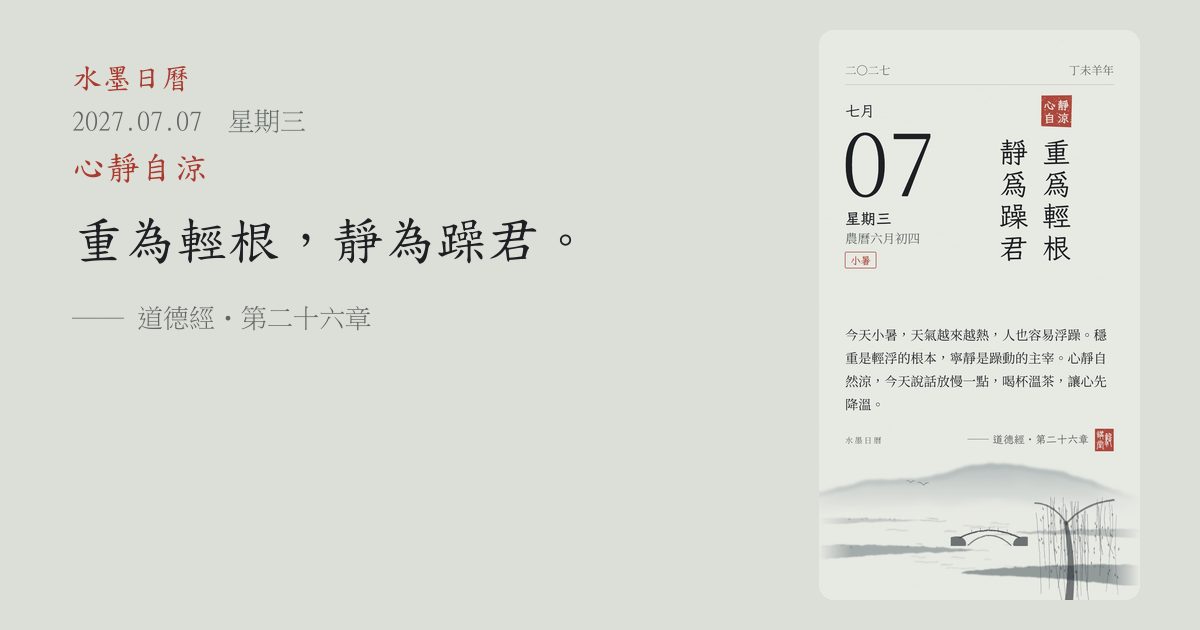 水墨日曆
2027.07.07 星期三
心靜自涼
重為輕根，靜為躁君。
—— 道德經・第二十六章
二〇二七
丁未羊年
七月
07
星期三
農曆六月初四
小暑
靜涼
心自
重爲輕根
靜爲躁君
今天小暑，天氣越來越熱，人也容易浮躁。穩
重是輕浮的根本，寧靜是躁動的主宰。心靜自
然涼，今天說話放慢一點，喝杯溫茶，讓心先
降溫。
水墨日曆
—— 道德經・第二十六章